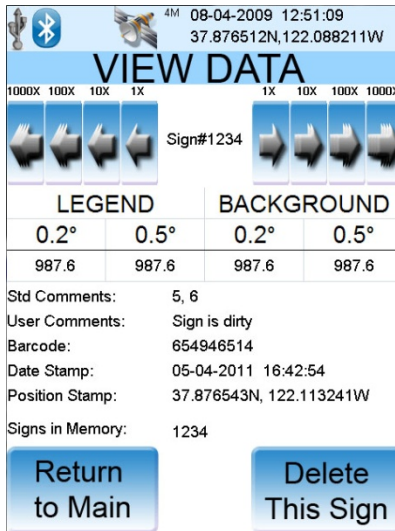 4M 08-04-2009 12:51:09
37.876512N,122.088211W
VIEW DATA
1000X 100X 10X 1X 1X 10X 100X 1000X
Sign#1234
LEGEND BACKGROUND
0.2° 0.5° 0.2° 0.5°
987.6 987.6 987.6 987.6
Std Comments: 5, 6
User Comments: Sign is dirty
Barcode: 654946514
Date Stamp: 05-04-2011 16:42:54
Position Stamp: 37.876543N, 122.113241W
Signs in Memory: 1234
Return
to Main
Delete
This Sign